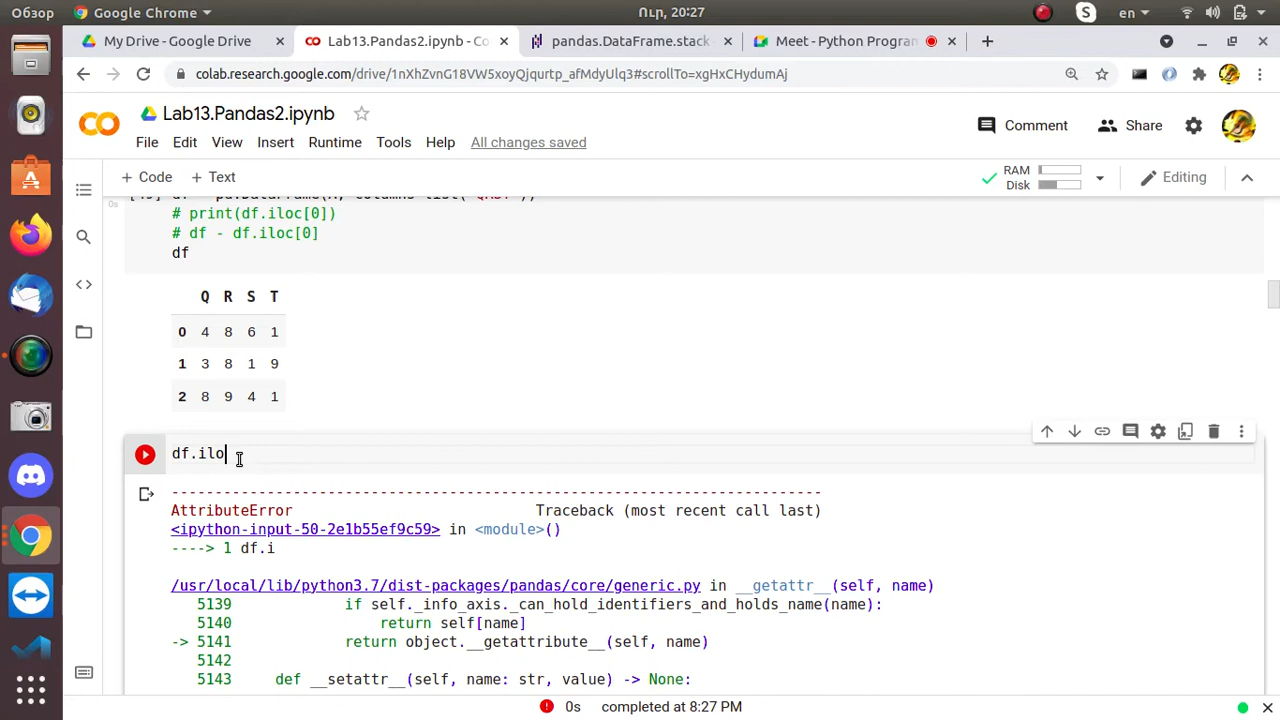 Обзор Google Chrome Ուր, 20:27 en
My Drive - Google Drive Lab13.Pandas2.ipynb - Co pandas.DataFrame.stack Meet - Python Program
colab.research.google.com/drive/1nXhZvnG18VW5xoyQjqurtp_afMdyUlq3#scrollTo=xgHxCHydumAj
CO Lab13.Pandas2.ipynb
File Edit View Insert Runtime Tools Help All changes saved Comment Share
+ Code + Text RAM Disk Editing
# print(df.iloc[0])
# df - df.iloc[0]
df
Q R S T
0 4 8 6 1
1 3 8 1 9
2 8 9 4 1
df.ilo
---------------------------------------------------------------------------
AttributeError Traceback (most recent call last)
<ipython-input-50-2e1b55ef9c59> in <module>()
----> 1 df.i
/usr/local/lib/python3.7/dist-packages/pandas/core/generic.py in __getattr__(self, name)
5139 if self._info_axis._can_hold_identifiers_and_holds_name(name):
5140 return self[name]
-> 5141 return object.__getattribute__(self, name)
5142
5143 def __setattr__(self, name: str, value) -> None:
0s completed at 8:27 PM